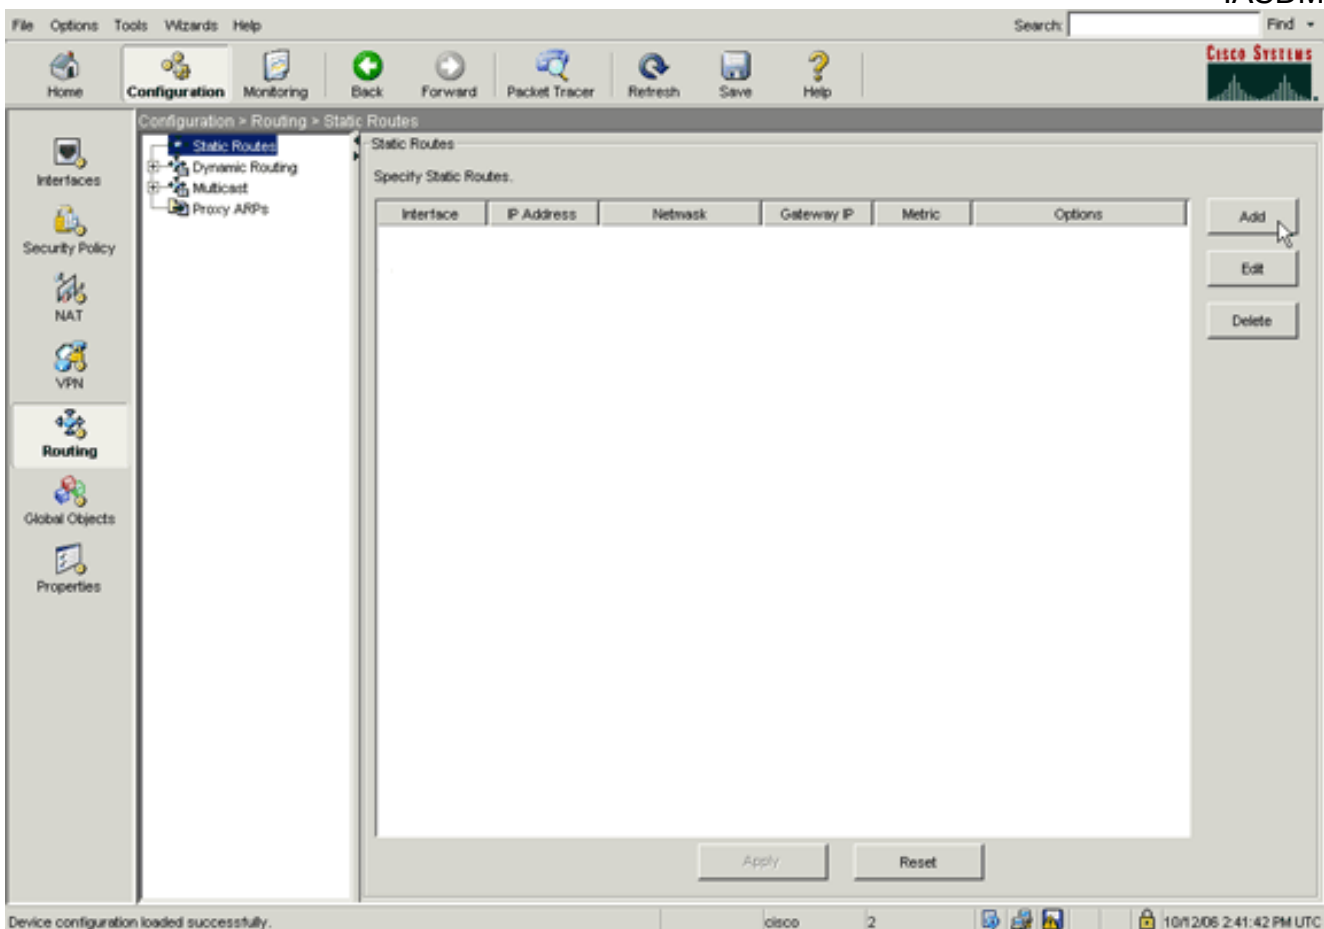 File Options Tools Wizards Help Search: Find
Home Configuration Monitoring Back Forward Packet Tracer Refresh Save Help
CISCO SYSTEMS
Configuration > Routing > Static Routes
Interfaces
Security Policy
NAT
VPN
Routing
Global Objects
Properties
Static Routes
Dynamic Routing
Multicast
Proxy ARPs
Static Routes
Specify Static Routes.
Interface IP Address Netmask Gateway IP Metric Options
Add
Edit
Delete
Apply Reset
Device configuration loaded successfully. cisco 2 10/12/06 2:41:42 PM UTC